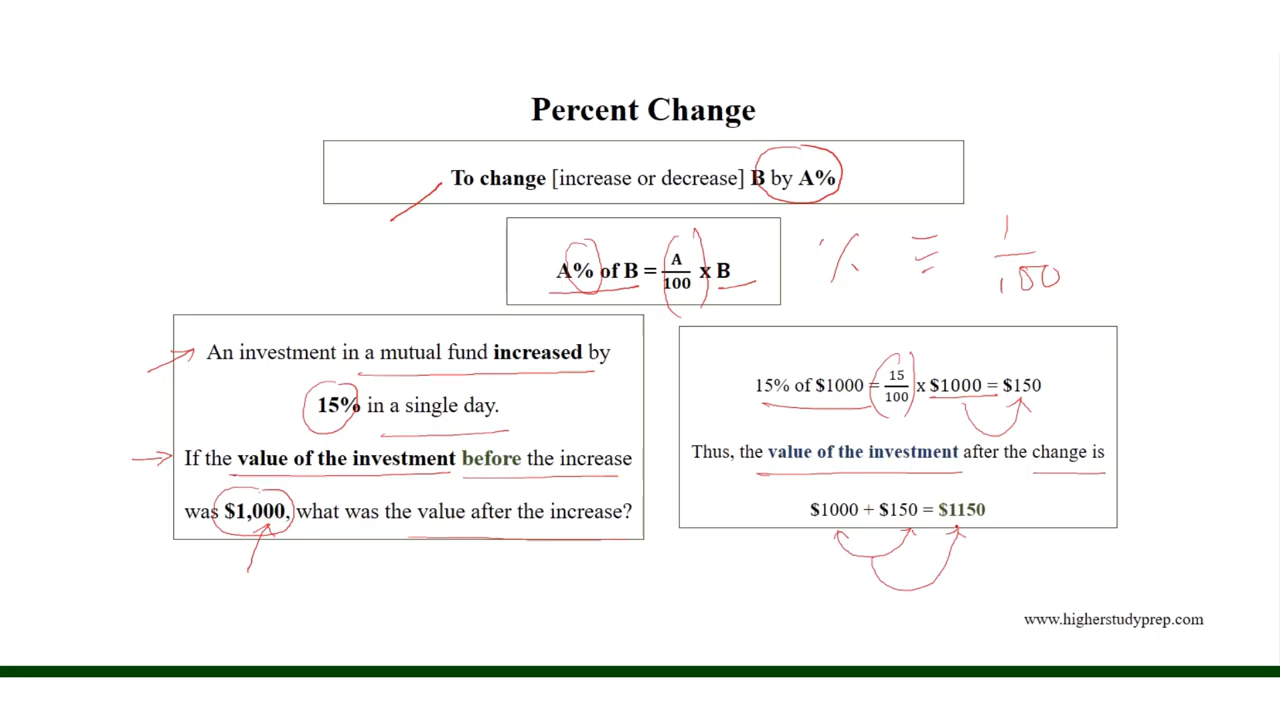 Percent Change
To change [increase or decrease] B by A%
A% of B = A/100 x B
% = 1/100
An investment in a mutual fund increased by
15% in a single day.
If the value of the investment before the increase
was $1,000, what was the value after the increase?
15% of $1000 = 15/100 x $1000 = $150
Thus, the value of the investment after the change is
$1000 + $150 = $1150
www.higherstudyprep.com